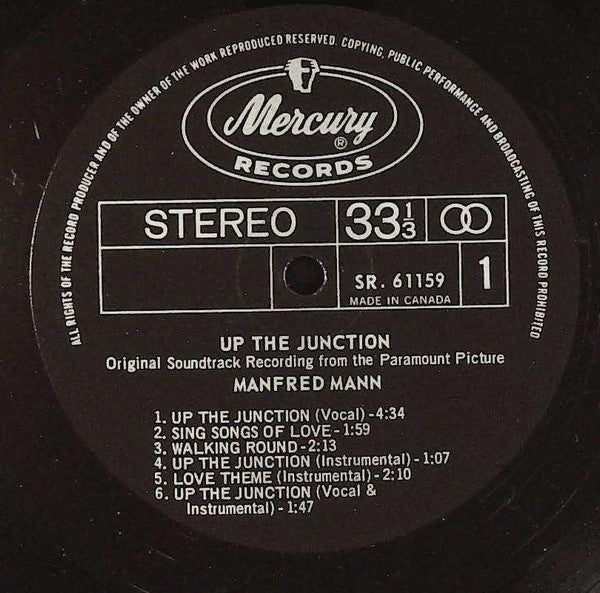 ALL RIGHTS OF THE RECORD PRODUCER AND OF THE OWNER OF THE WORK REPRODUCED RESERVED. COPYING, PUBLIC PERFORMANCE AND BROADCASTING OF THIS RECORD PROHIBITED
Mercury®
RECORDS
STEREO 33⅓
SR. 61159 1
MADE IN CANADA
UP THE JUNCTION
Original Soundtrack Recording from the Paramount Picture
MANFRED MANN
1. UP THE JUNCTION (Vocal) - 4:34
2. SING SONGS OF LOVE - 1:59
3. WALKING ROUND - 2:13
4. UP THE JUNCTION (Instrumental) - 1:07
5. LOVE THEME (Instrumental) - 2:10
6. UP THE JUNCTION (Vocal &
Instrumental) - 1:47